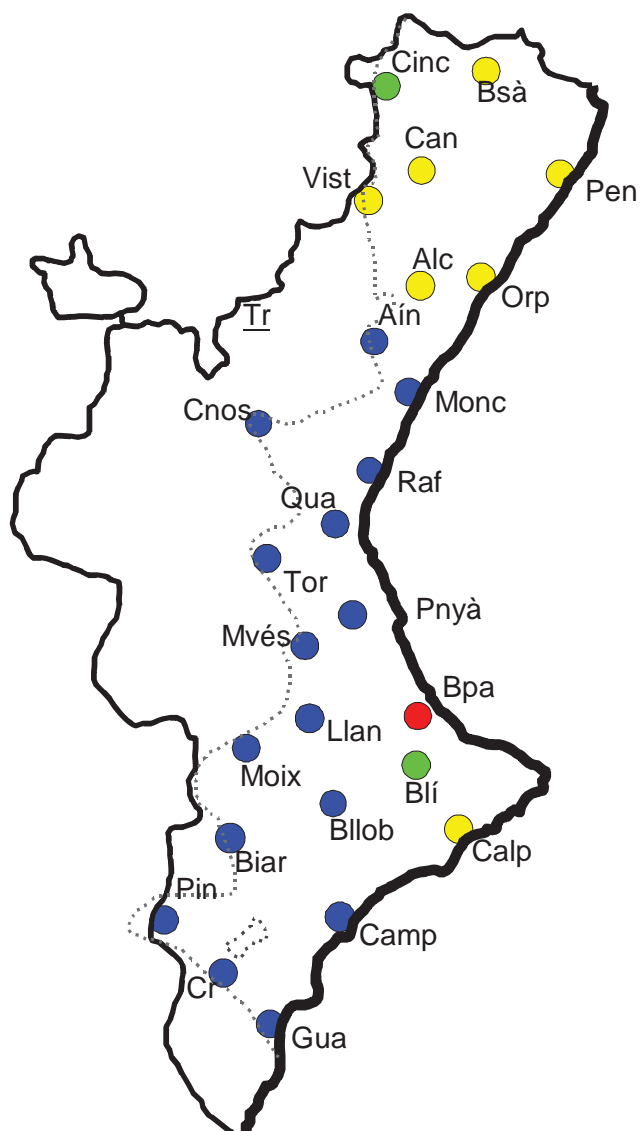 Cinc
Bsà
Can
Vist
Pen
Alc
Orp
Tr
Aín
Monc
Cnos
Raf
Qua
Tor
Pnyà
Mvés
Bpa
Llan
Moix
Blí
Bllob
Calp
Biar
Pin
Camp
Cr
Gua